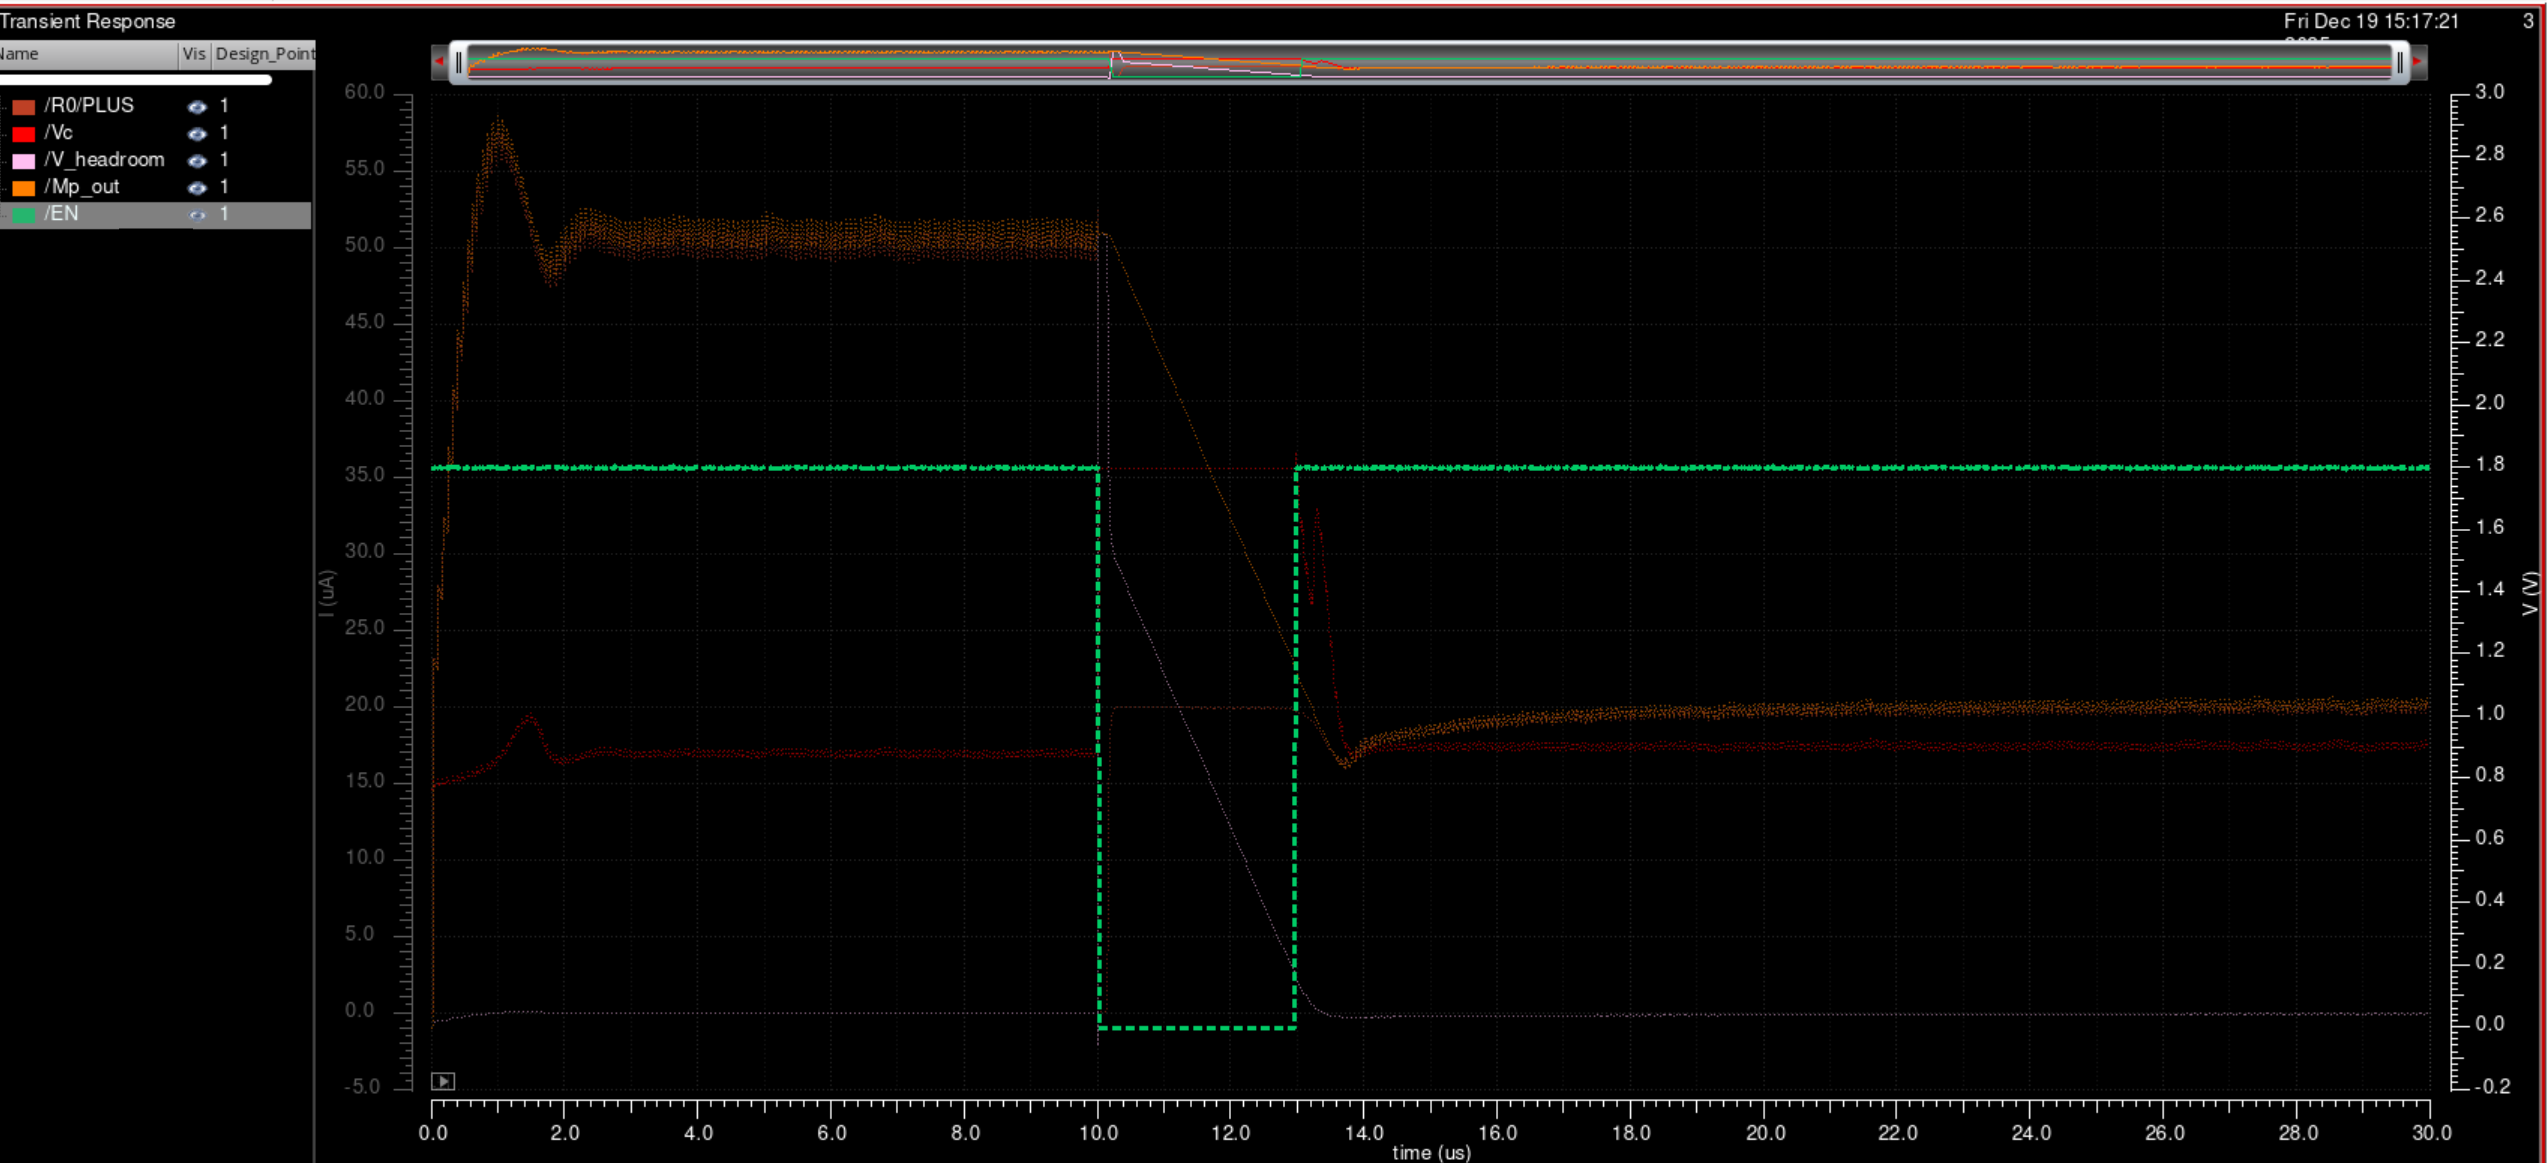 Transient Response
Fri Dec 19 15:17:21 3
Name Vis Design_Point
/R0/PLUS 1
/Vc 1
/V_headroom 1
/Mp_out 1
/EN 1
60.0
55.0
50.0
45.0
40.0
35.0
30.0
25.0
20.0
15.0
10.0
5.0
0.0
-5.0
I (uA)
3.0
2.8
2.6
2.4
2.2
2.0
1.8
1.6
1.4
1.2
1.0
0.8
0.6
0.4
0.2
0.0
-0.2
V (V)
0.0 2.0 4.0 6.0 8.0 10.0 12.0 14.0 16.0 18.0 20.0 22.0 24.0 26.0 28.0 30.0
time (us)